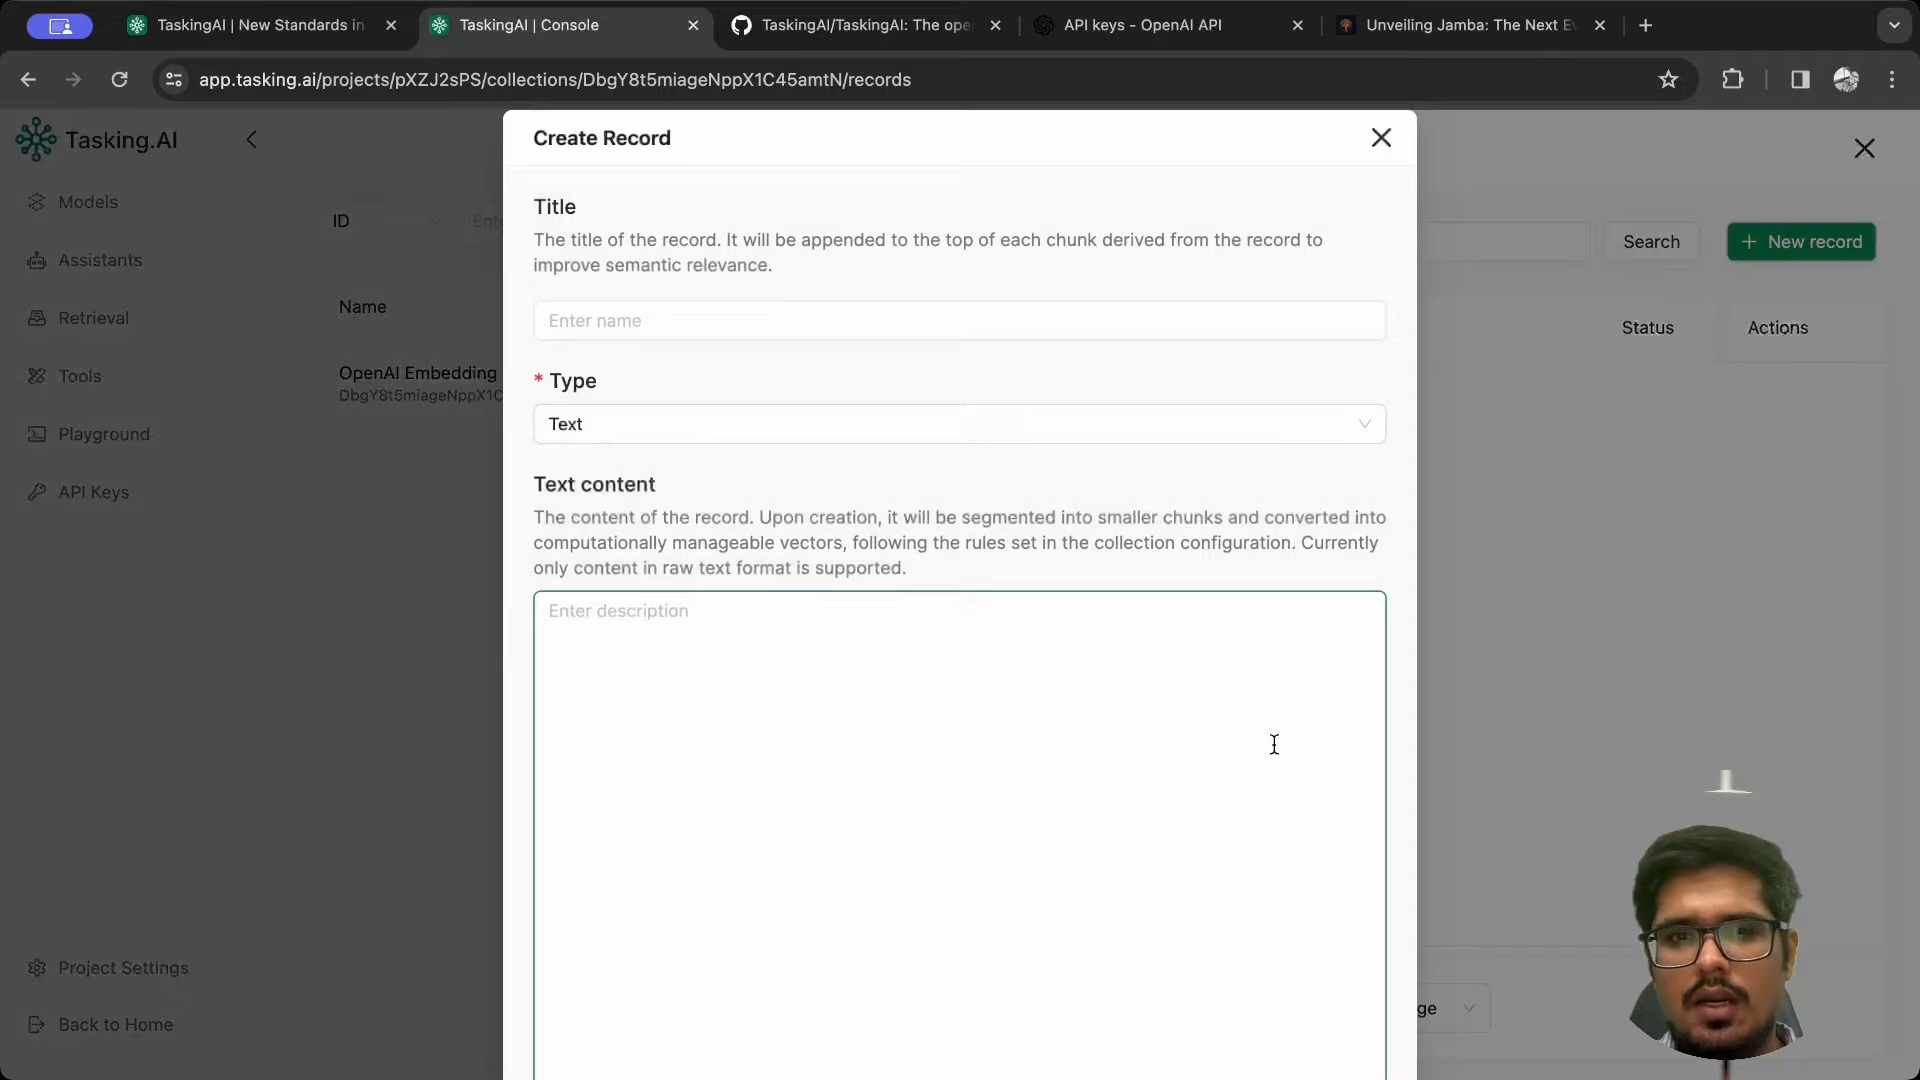 TaskingAI | New Standards in
TaskingAI | Console
TaskingAI/TaskingAI: The ope
API keys - OpenAI API
Unveiling Jamba: The Next Ev
app.tasking.ai/projects/pXZJ2sPS/collections/DbgY8t5miageNppX1C45amtN/records
Tasking.AI
Models
Assistants
Retrieval
Tools
Playground
API Keys
Project Settings
Back to Home
ID
Ente
Name
OpenAI Embedding
DbgY8t5miageNppX1C
Create Record
Title
The title of the record. It will be appended to the top of each chunk derived from the record to
improve semantic relevance.
Enter name
* Type
Text
Text content
The content of the record. Upon creation, it will be segmented into smaller chunks and converted into
computationally manageable vectors, following the rules set in the collection configuration. Currently
only content in raw text format is supported.
Enter description
Search
+ New record
Status
Actions
ge